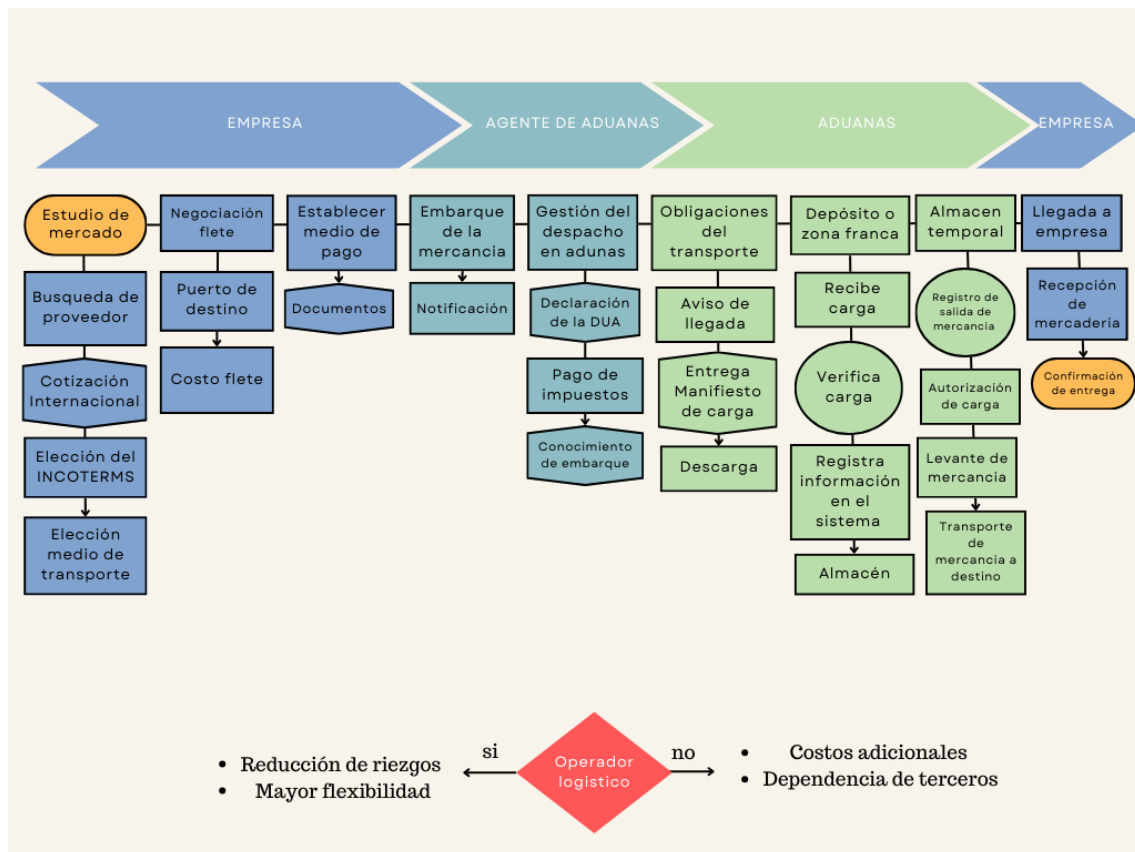 EMPRESA
AGENTE DE ADUANAS
ADUANAS
EMPRESA
Estudio de
mercado
Busqueda de
proveedor
Cotización
Internacional
Elección del
INCOTERMS
Elección
medio de
transporte
Negociación
flete
Puerto de
destino
Costo flete
Establecer
medio de
pago
Documentos
Embarque
de la
mercancia
Notificación
Gestión del
despacho
en adunas
Declaración
de la DUA
Pago de
impuestos
Conocimiento
de embarque
Obligaciones
del
transporte
Aviso de
llegada
Entrega
Manifiesto
de carga
Descarga
Depósito o
zona franca
Recibe
carga
Verifica
carga
Registra
información
en el
sistema
Almacén
Almacen
temporal
Registro de
salida de
mercancia
Autorización
de carga
Levante de
mercancia
Transporte
de
mercancia a
destino
Llegada a
empresa
Recepción
de
mercaderia
Confirmación
de entrega
Operador
logistico
si
• Reducción de riezgos
• Mayor flexibilidad
no
• Costos adicionales
• Dependencia de terceros